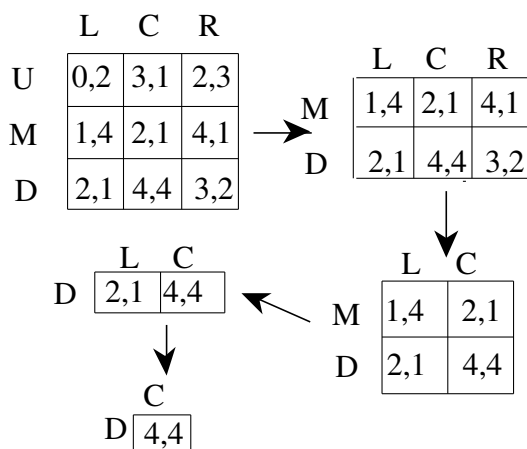 L C R
U 0,2 3,1 2,3
M 1,4 2,1 4,1
D 2,1 4,4 3,2
L C R
M 1,4 2,1 4,1
D 2,1 4,4 3,2
L C
M 1,4 2,1
D 2,1 4,4
L C
D 2,1 4,4
C
D 4,4